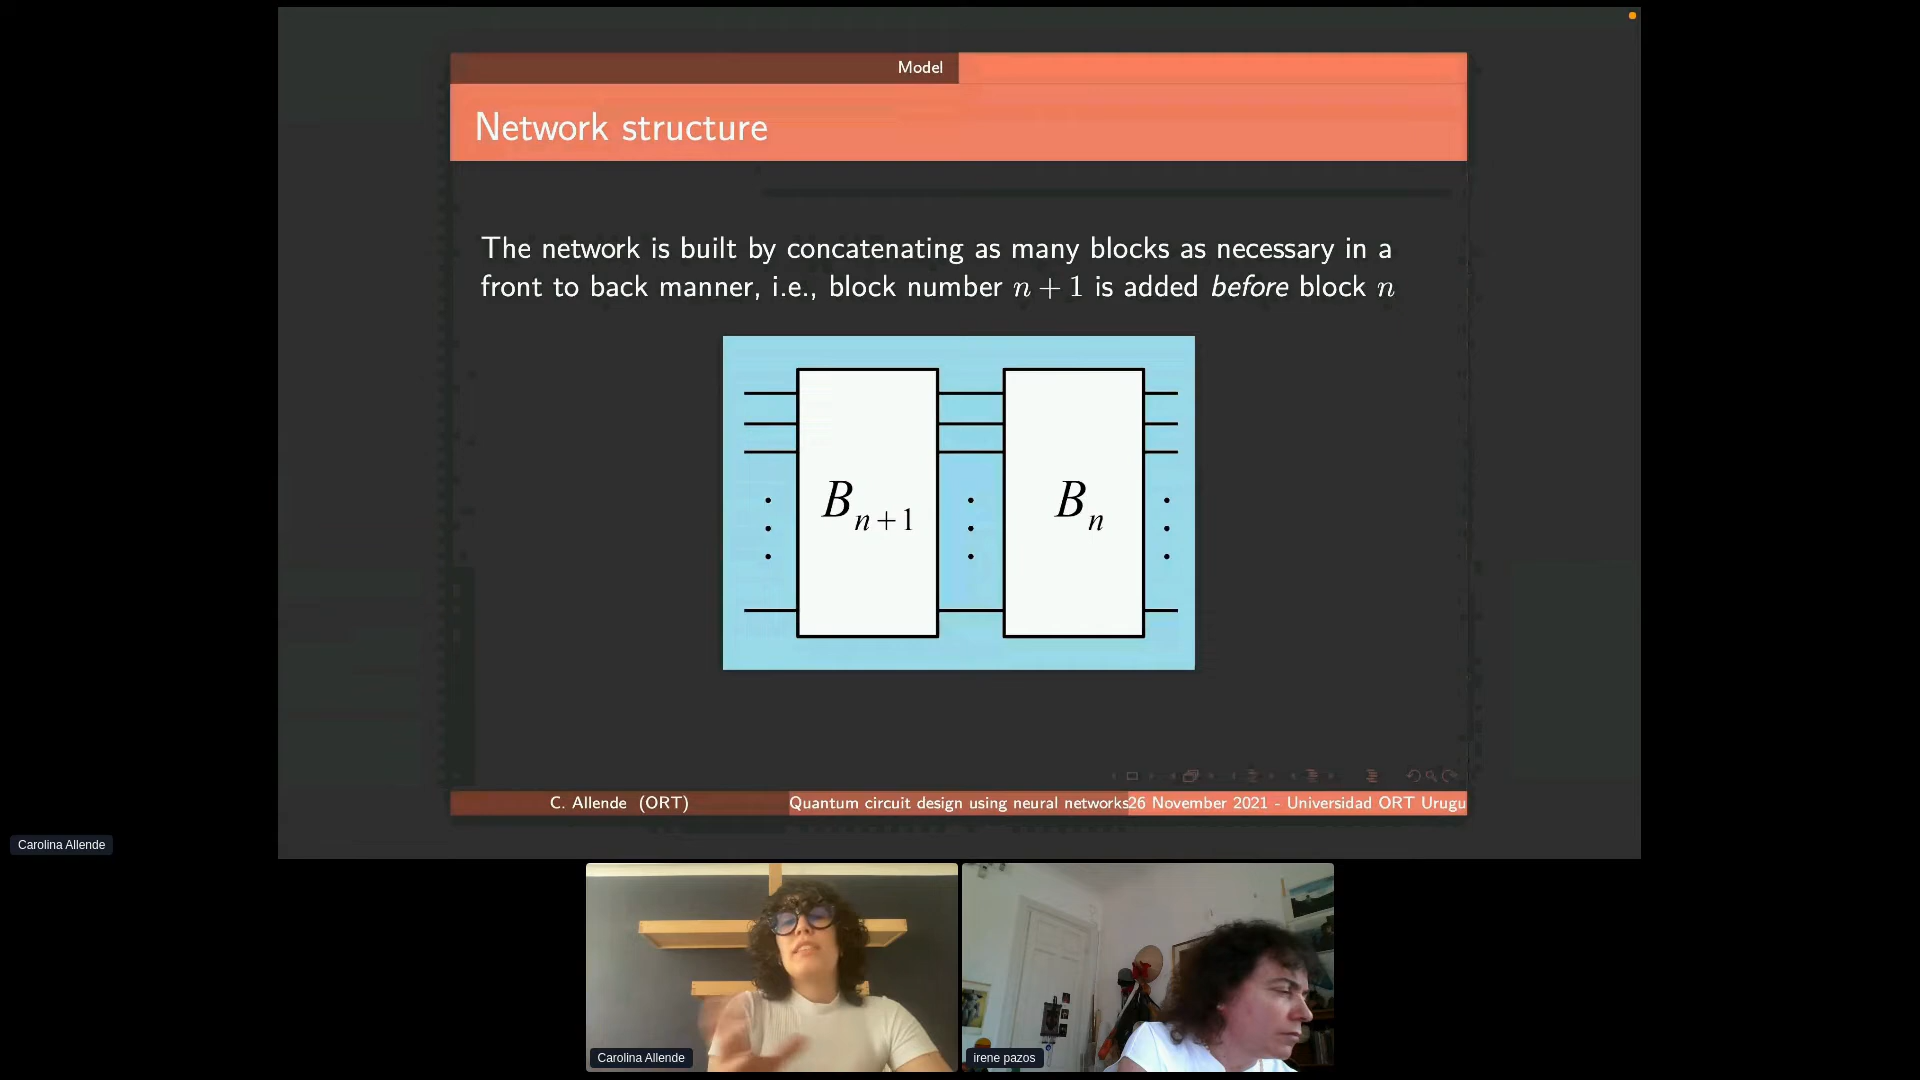 Model
Network structure
The network is built by concatenating as many blocks as necessary in a
front to back manner, i.e., block number n + 1 is added before block n
B_{n+1}
B_n
C. Allende (ORT)
Quantum circuit design using neural networks
26 November 2021 - Universidad ORT Urugu
Carolina Allende
Carolina Allende
irene pazos